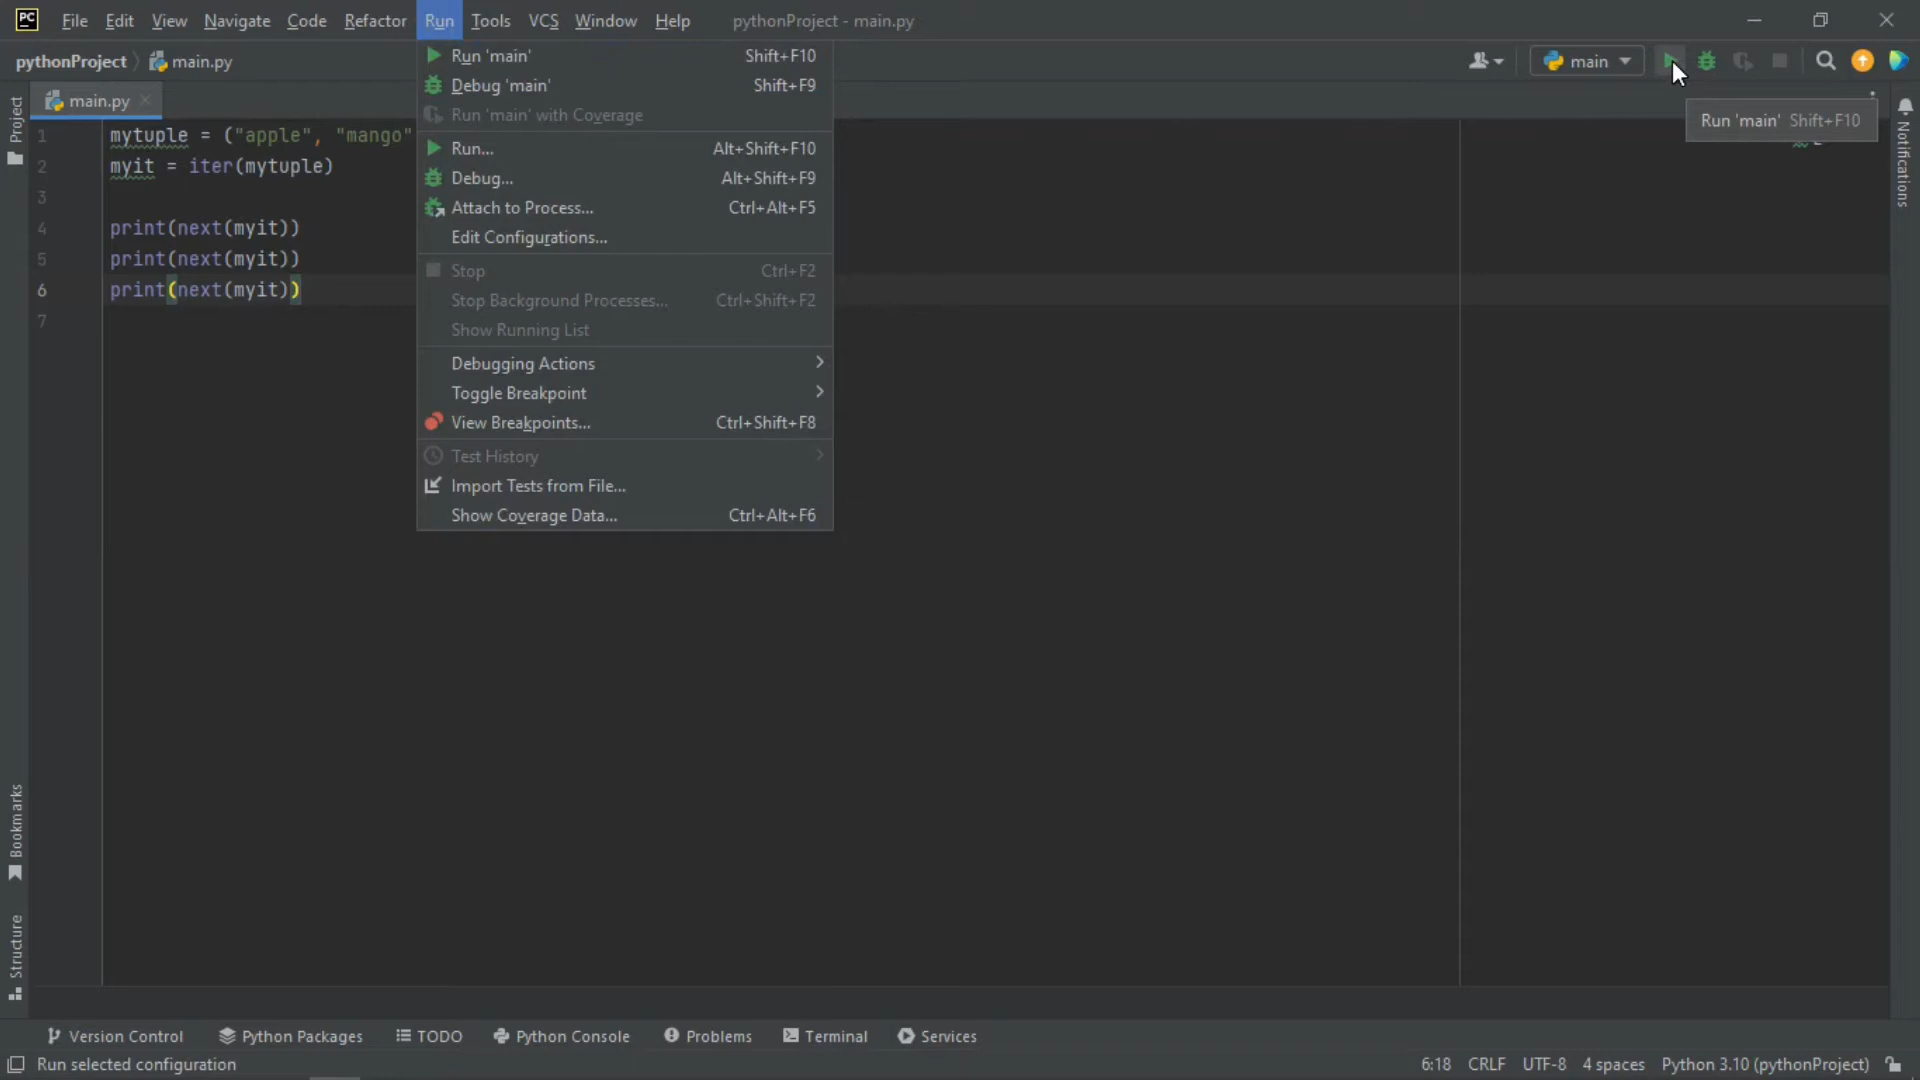 PC File Edit View Navigate Code Refactor Run Tools VCS Window Help pythonProject - main.py
pythonProject main.py
main
main.py
Run 'main' Shift+F10
Debug 'main' Shift+F9
Run 'main' with Coverage
Run... Alt+Shift+F10
Debug... Alt+Shift+F9
Attach to Process... Ctrl+Alt+F5
Edit Configurations...
Stop Ctrl+F2
Stop Background Processes... Ctrl+Shift+F2
Show Running List
Debugging Actions
Toggle Breakpoint
View Breakpoints... Ctrl+Shift+F8
Test History
Import Tests from File...
Show Coverage Data... Ctrl+Alt+F6
Run 'main' Shift+F10
1 mytuple = ("apple", "mango"
2 myit = iter(mytuple)
3
4 print(next(myit))
5 print(next(myit))
6 print(next(myit))
7
Project
Bookmarks
Structure
Notifications
Version Control Python Packages TODO Python Console Problems Terminal Services
Run selected configuration 6:18 CRLF UTF-8 4 spaces Python 3.10 (pythonProject)